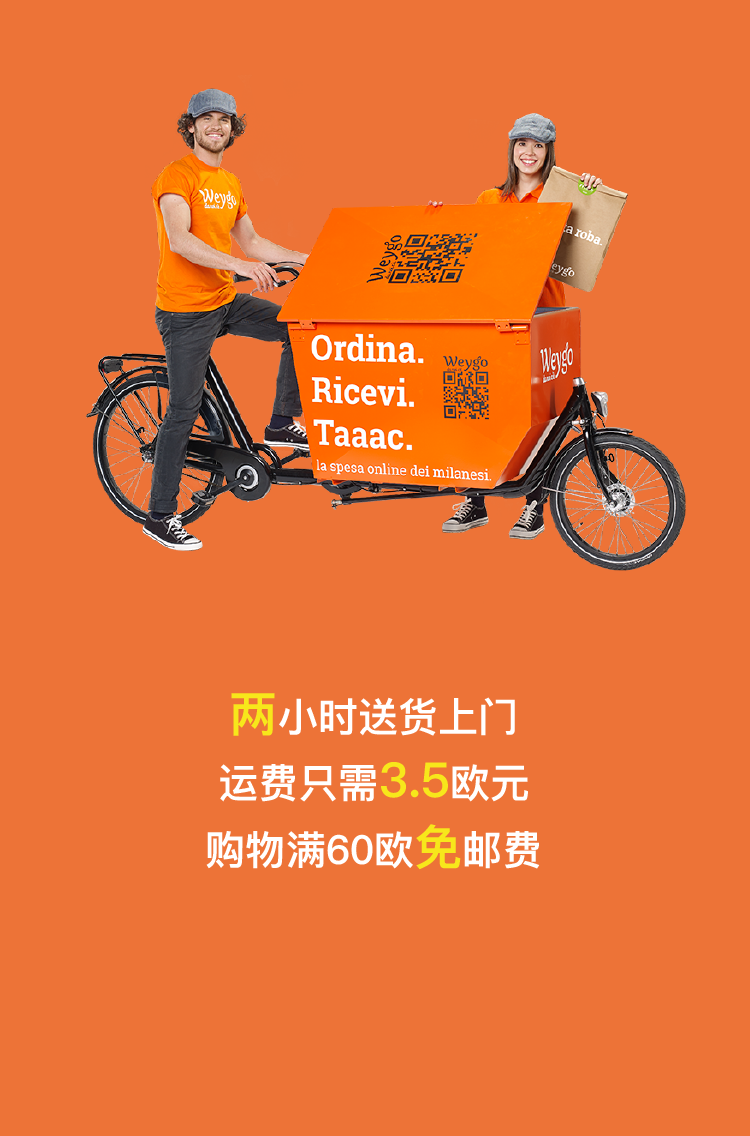 Weygo
Weygo
a roba.
eygo
Ordina.
Ricevi.
Taaac.
la spesa online dei milanesi.
Weygo
Weygo
两小时送货上门
运费只需3.5欧元
购物满60欧免邮费